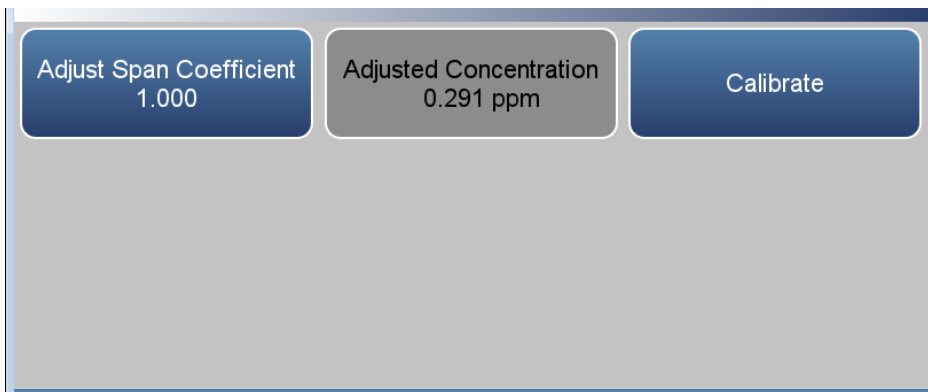 Adjust Span Coefficient
1.000
Adjusted Concentration
0.291 ppm
Calibrate